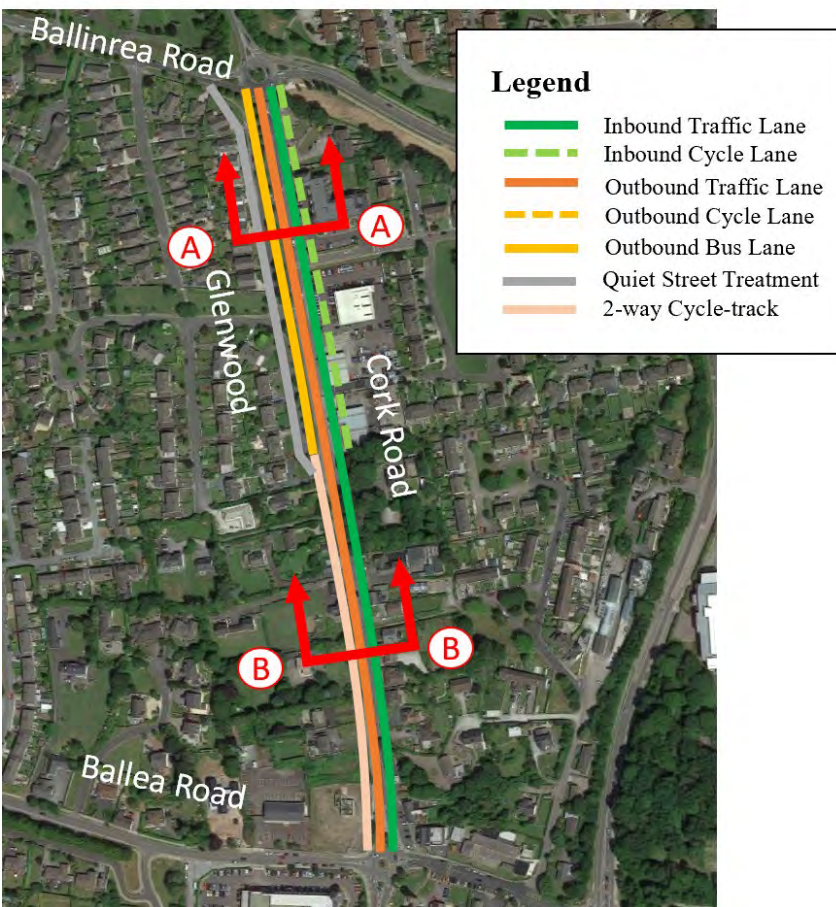 Ballinrea Road
Legend
Inbound Traffic Lane
Inbound Cycle Lane
Outbound Traffic Lane
Outbound Cycle Lane
Outbound Bus Lane
Quiet Street Treatment
2-way Cycle-track
A
A
Glenwood
Cork Road
B
B
Ballea Road